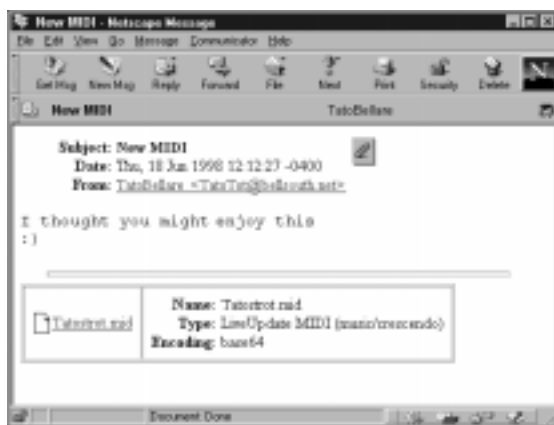 New MIDI - Netscape Message
File Edit View Go Message Communicator Help
Get Msg New Msg Reply Forward File Next Print Security Delete N
New MIDI TatoBellare
Subject: New MIDI
Date: Thu, 18 Jun 1998 12:12:27 -0400
From: TatoBellare <TatoTot@bellsouth.net>
I thought you might enjoy this
:)
Tatortrot.mid
Name: Tatortrot.mid
Type: LiveUpdate MIDI (music/crescendo)
Encoding: base64
Document Done